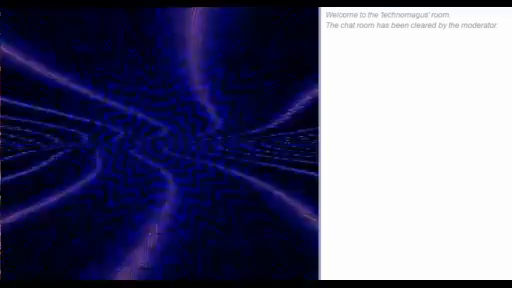 Welcome to the 'technomagus' room.
The chat room has been cleared by the moderator.